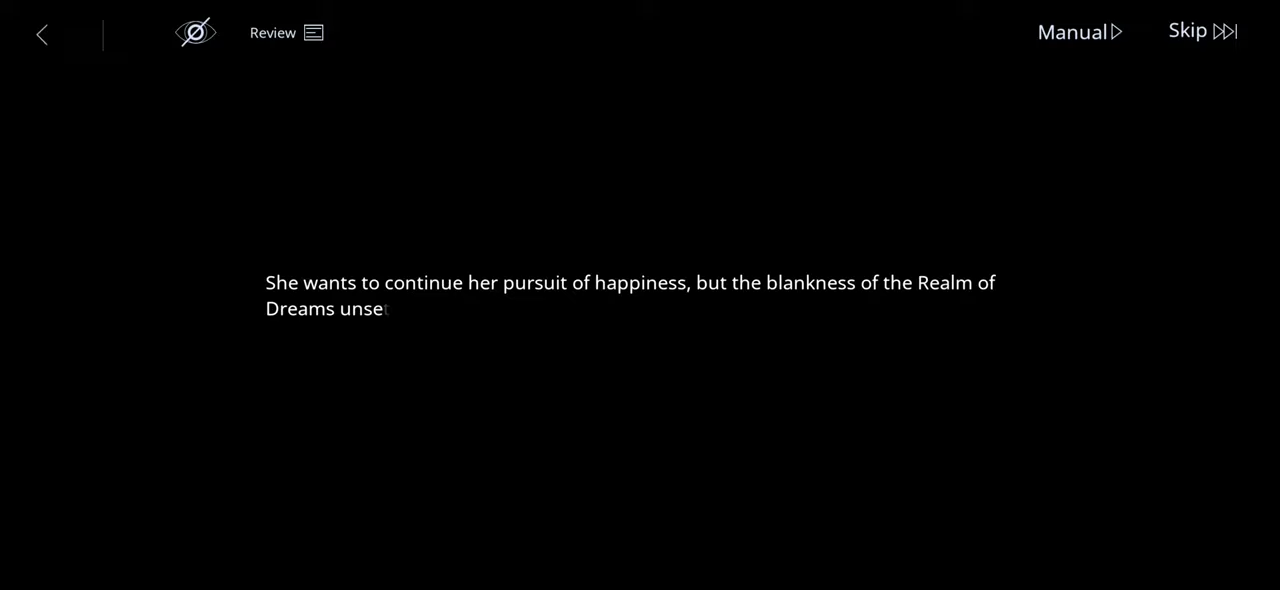 Review
Manual
Skip
She wants to continue her pursuit of happiness, but the blankness of the Realm of
Dreams unset